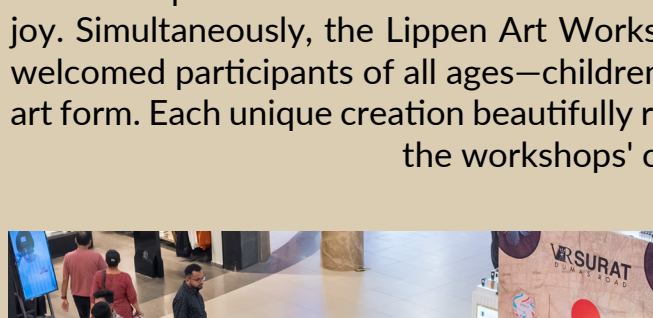 joy. Simultaneously, the Lippen Art Works
welcomed participants of all ages—children
art form. Each unique creation beautifully r
the workshops' c
VR SURAT
DUMAS ROAD